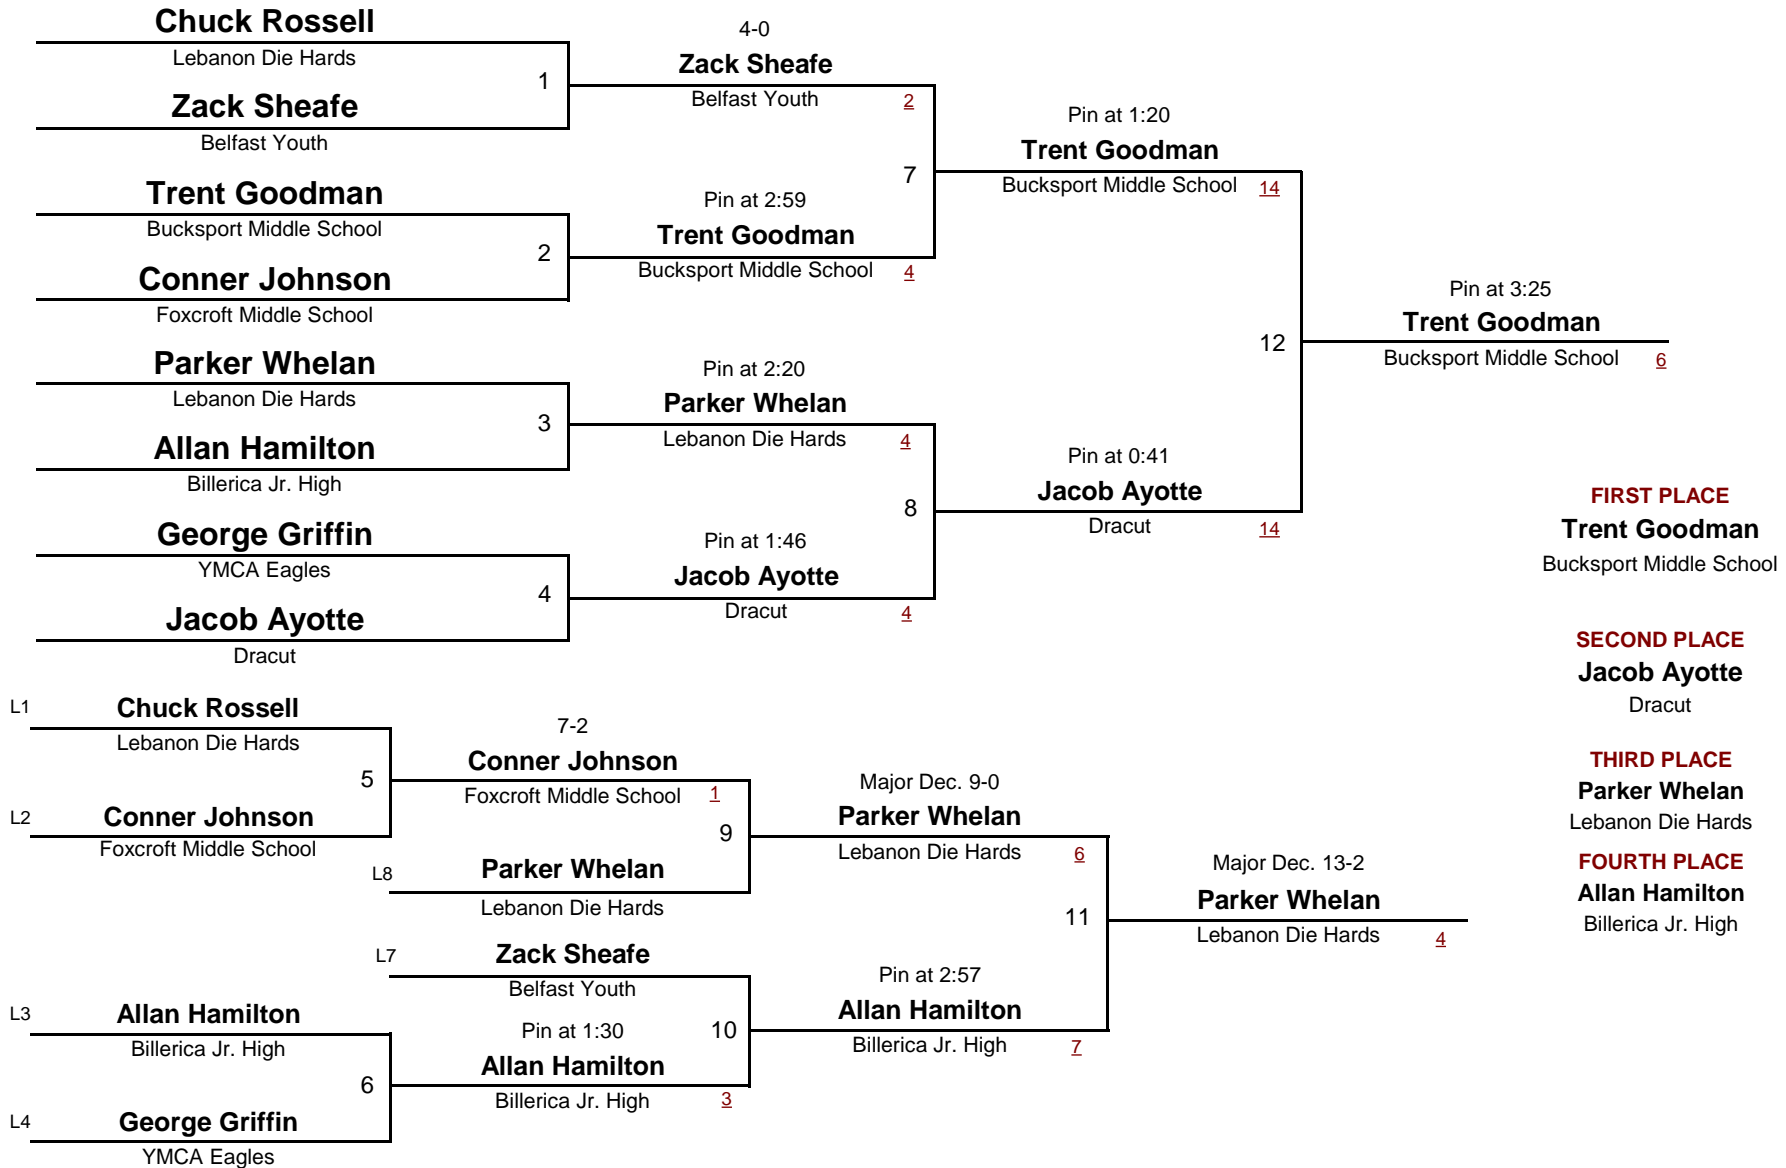 Chuck Rossell
Lebanon Die Hards
1
Zack Sheafe
Belfast Youth
4-0
Zack Sheafe
Belfast Youth 2
Trent Goodman
Bucksport Middle School
2
Conner Johnson
Foxcroft Middle School
7
Pin at 2:59
Trent Goodman
Bucksport Middle School 4
Pin at 1:20
Trent Goodman
Bucksport Middle School 14
Parker Whelan
Lebanon Die Hards
3
Allan Hamilton
Billerica Jr. High
Pin at 2:20
Parker Whelan
Lebanon Die Hards 4
George Griffin
YMCA Eagles
4
Jacob Ayotte
Dracut
8
Pin at 1:46
Jacob Ayotte
Dracut 4
Pin at 0:41
Jacob Ayotte
Dracut 14
12
Pin at 3:25
Trent Goodman
Bucksport Middle School 6
FIRST PLACE
Trent Goodman
Bucksport Middle School
SECOND PLACE
Jacob Ayotte
Dracut
THIRD PLACE
Parker Whelan
Lebanon Die Hards
FOURTH PLACE
Allan Hamilton
Billerica Jr. High
L1 Chuck Rossell
Lebanon Die Hards
5
L2 Conner Johnson
Foxcroft Middle School
7-2
Conner Johnson
Foxcroft Middle School 1
9
L8 Parker Whelan
Lebanon Die Hards
Major Dec. 9-0
Parker Whelan
Lebanon Die Hards 6
L7 Zack Sheafe
Belfast Youth
10
L3 Allan Hamilton
Billerica Jr. High
6
L4 George Griffin
YMCA Eagles
Pin at 1:30
Allan Hamilton
Billerica Jr. High 3
Pin at 2:57
Allan Hamilton
Billerica Jr. High 7
11
Major Dec. 13-2
Parker Whelan
Lebanon Die Hards 4